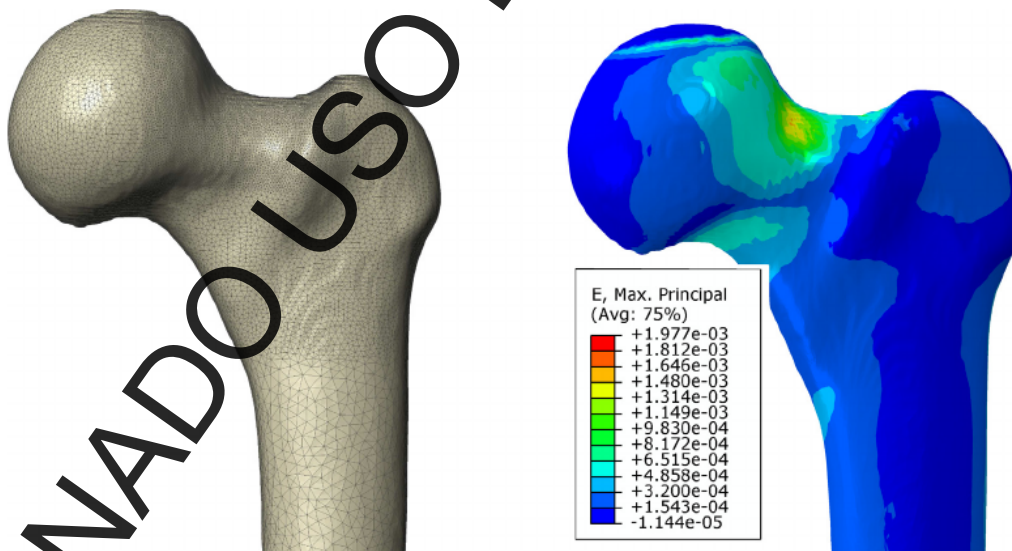 NADO USO
E, Max. Principal
(Avg: 75%)
+1.977e-03
+1.812e-03
+1.646e-03
+1.480e-03
+1.314e-03
+1.149e-03
+9.830e-04
+8.172e-04
+6.515e-04
+4.858e-04
+3.200e-04
+1.543e-04
-1.144e-05